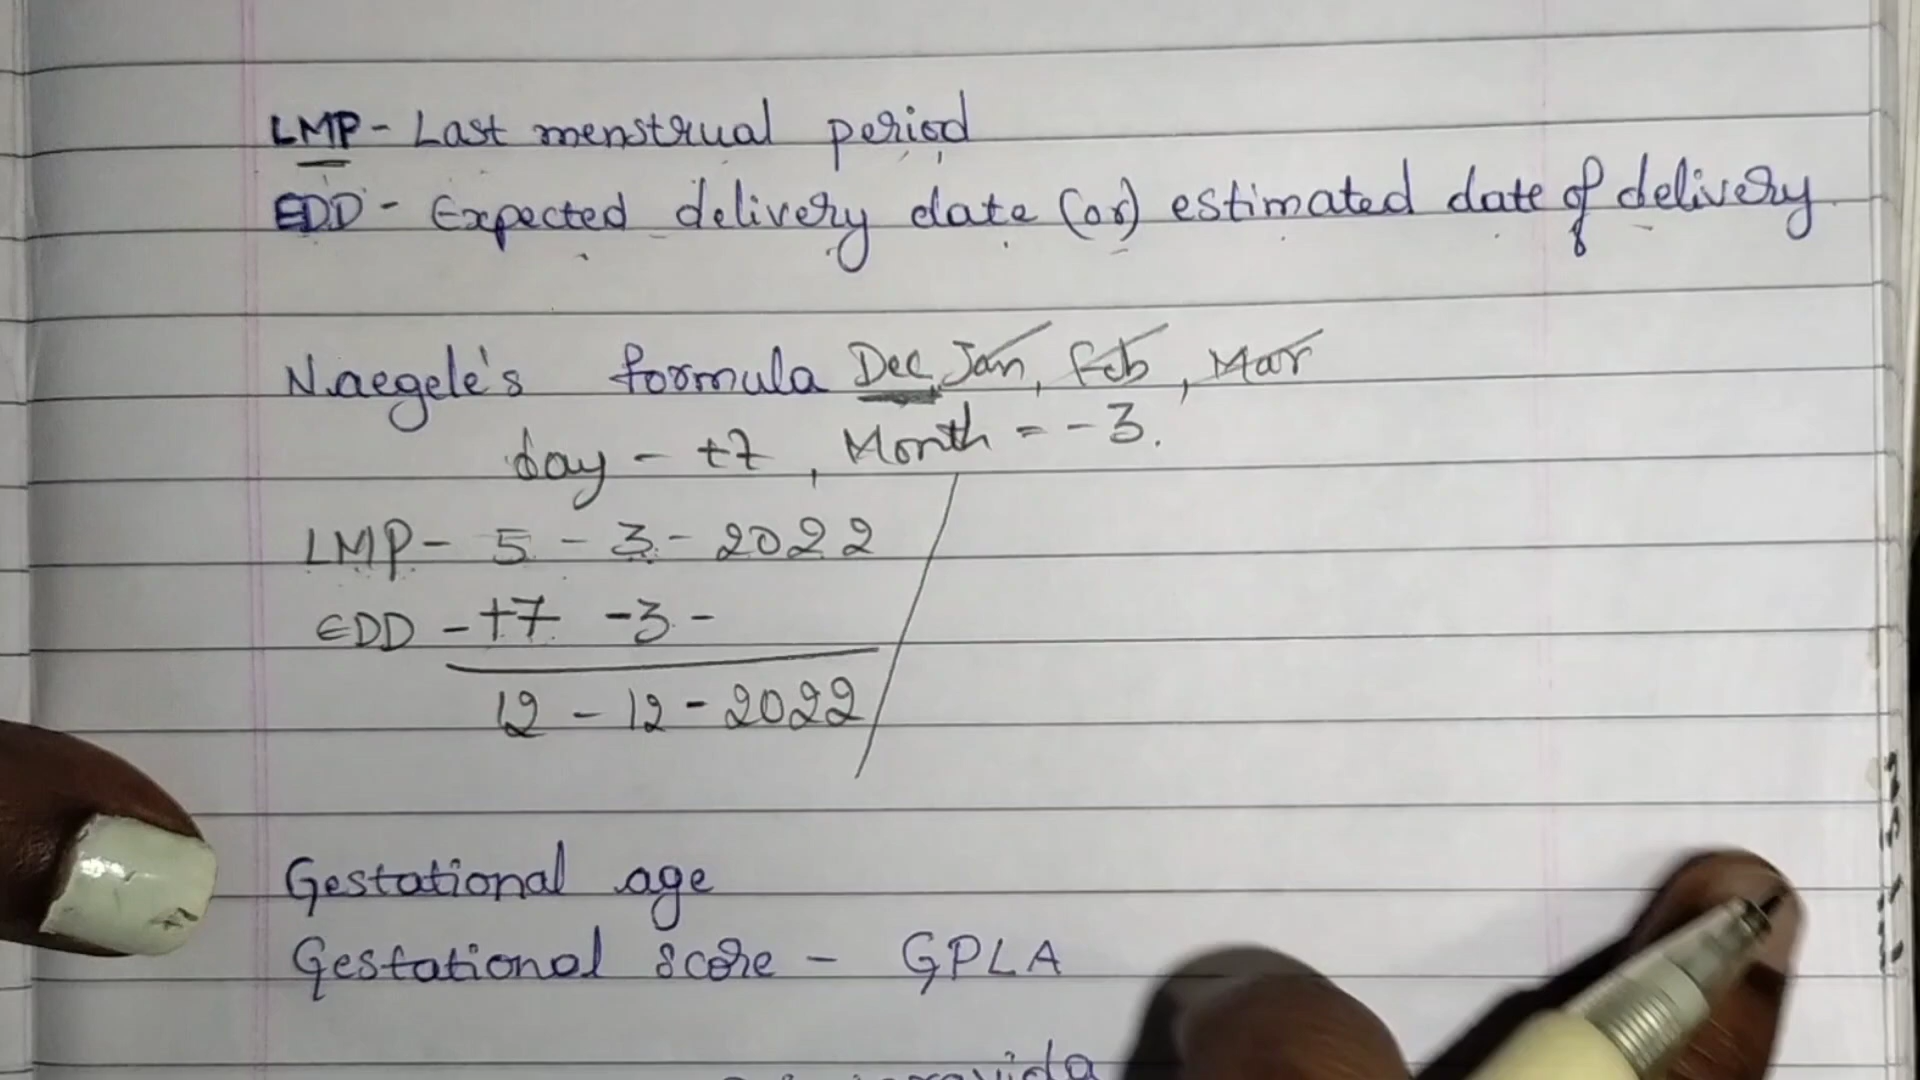 LMP - Last menstrual period
EDD - Expected delivery date (or) estimated date of delivery
Naegele's formula Dec, Jan, Feb, Mar
day - +7, Month = -3.
LMP - 5 - 3 - 2022
EDD - +7 -3 -
12 - 12 - 2022
Gestational age
Gestational score - GPLA